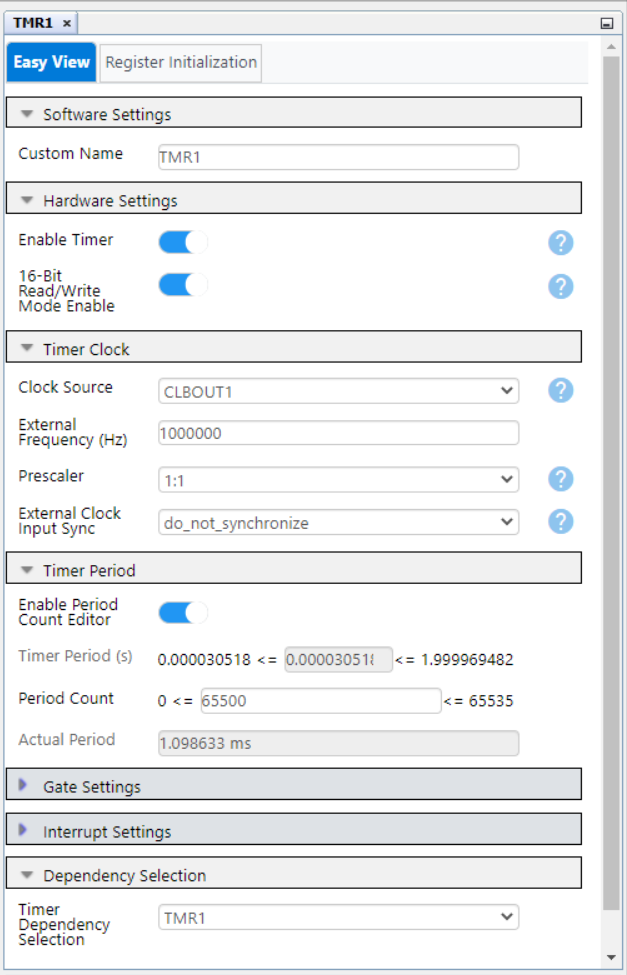 TMR1 ×
Easy View Register Initialization
Software Settings
Custom Name TMR1
Hardware Settings
Enable Timer ?
16-Bit
Read/Write
Mode Enable ?
Timer Clock
Clock Source CLBOUT1 ?
External
Frequency (Hz) 1000000
Prescaler 1:1 ?
External Clock
Input Sync do_not_synchronize ?
Timer Period
Enable Period
Count Editor
Timer Period (s) 0.000030518 <= 0.00003051 <= 1.999969482
Period Count 0 <= 65500 <= 65535
Actual Period 1.098633 ms
Gate Settings
Interrupt Settings
Dependency Selection
Timer
Dependency
Selection TMR1